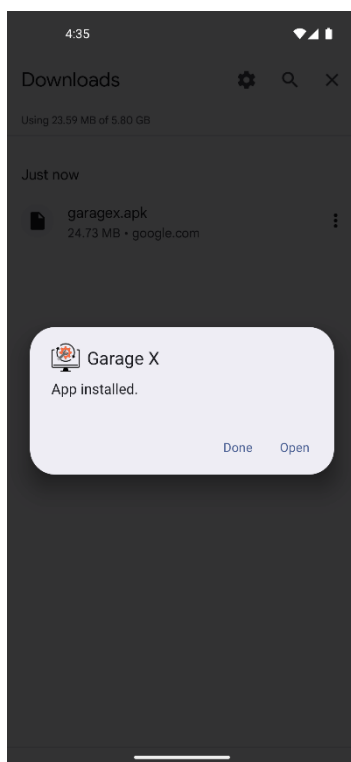 4:35
Downloads
Using 23.59 MB of 5.80 GB
Just now
garagex.apk
24.73 MB • google.com
Garage X
App installed.
Done Open